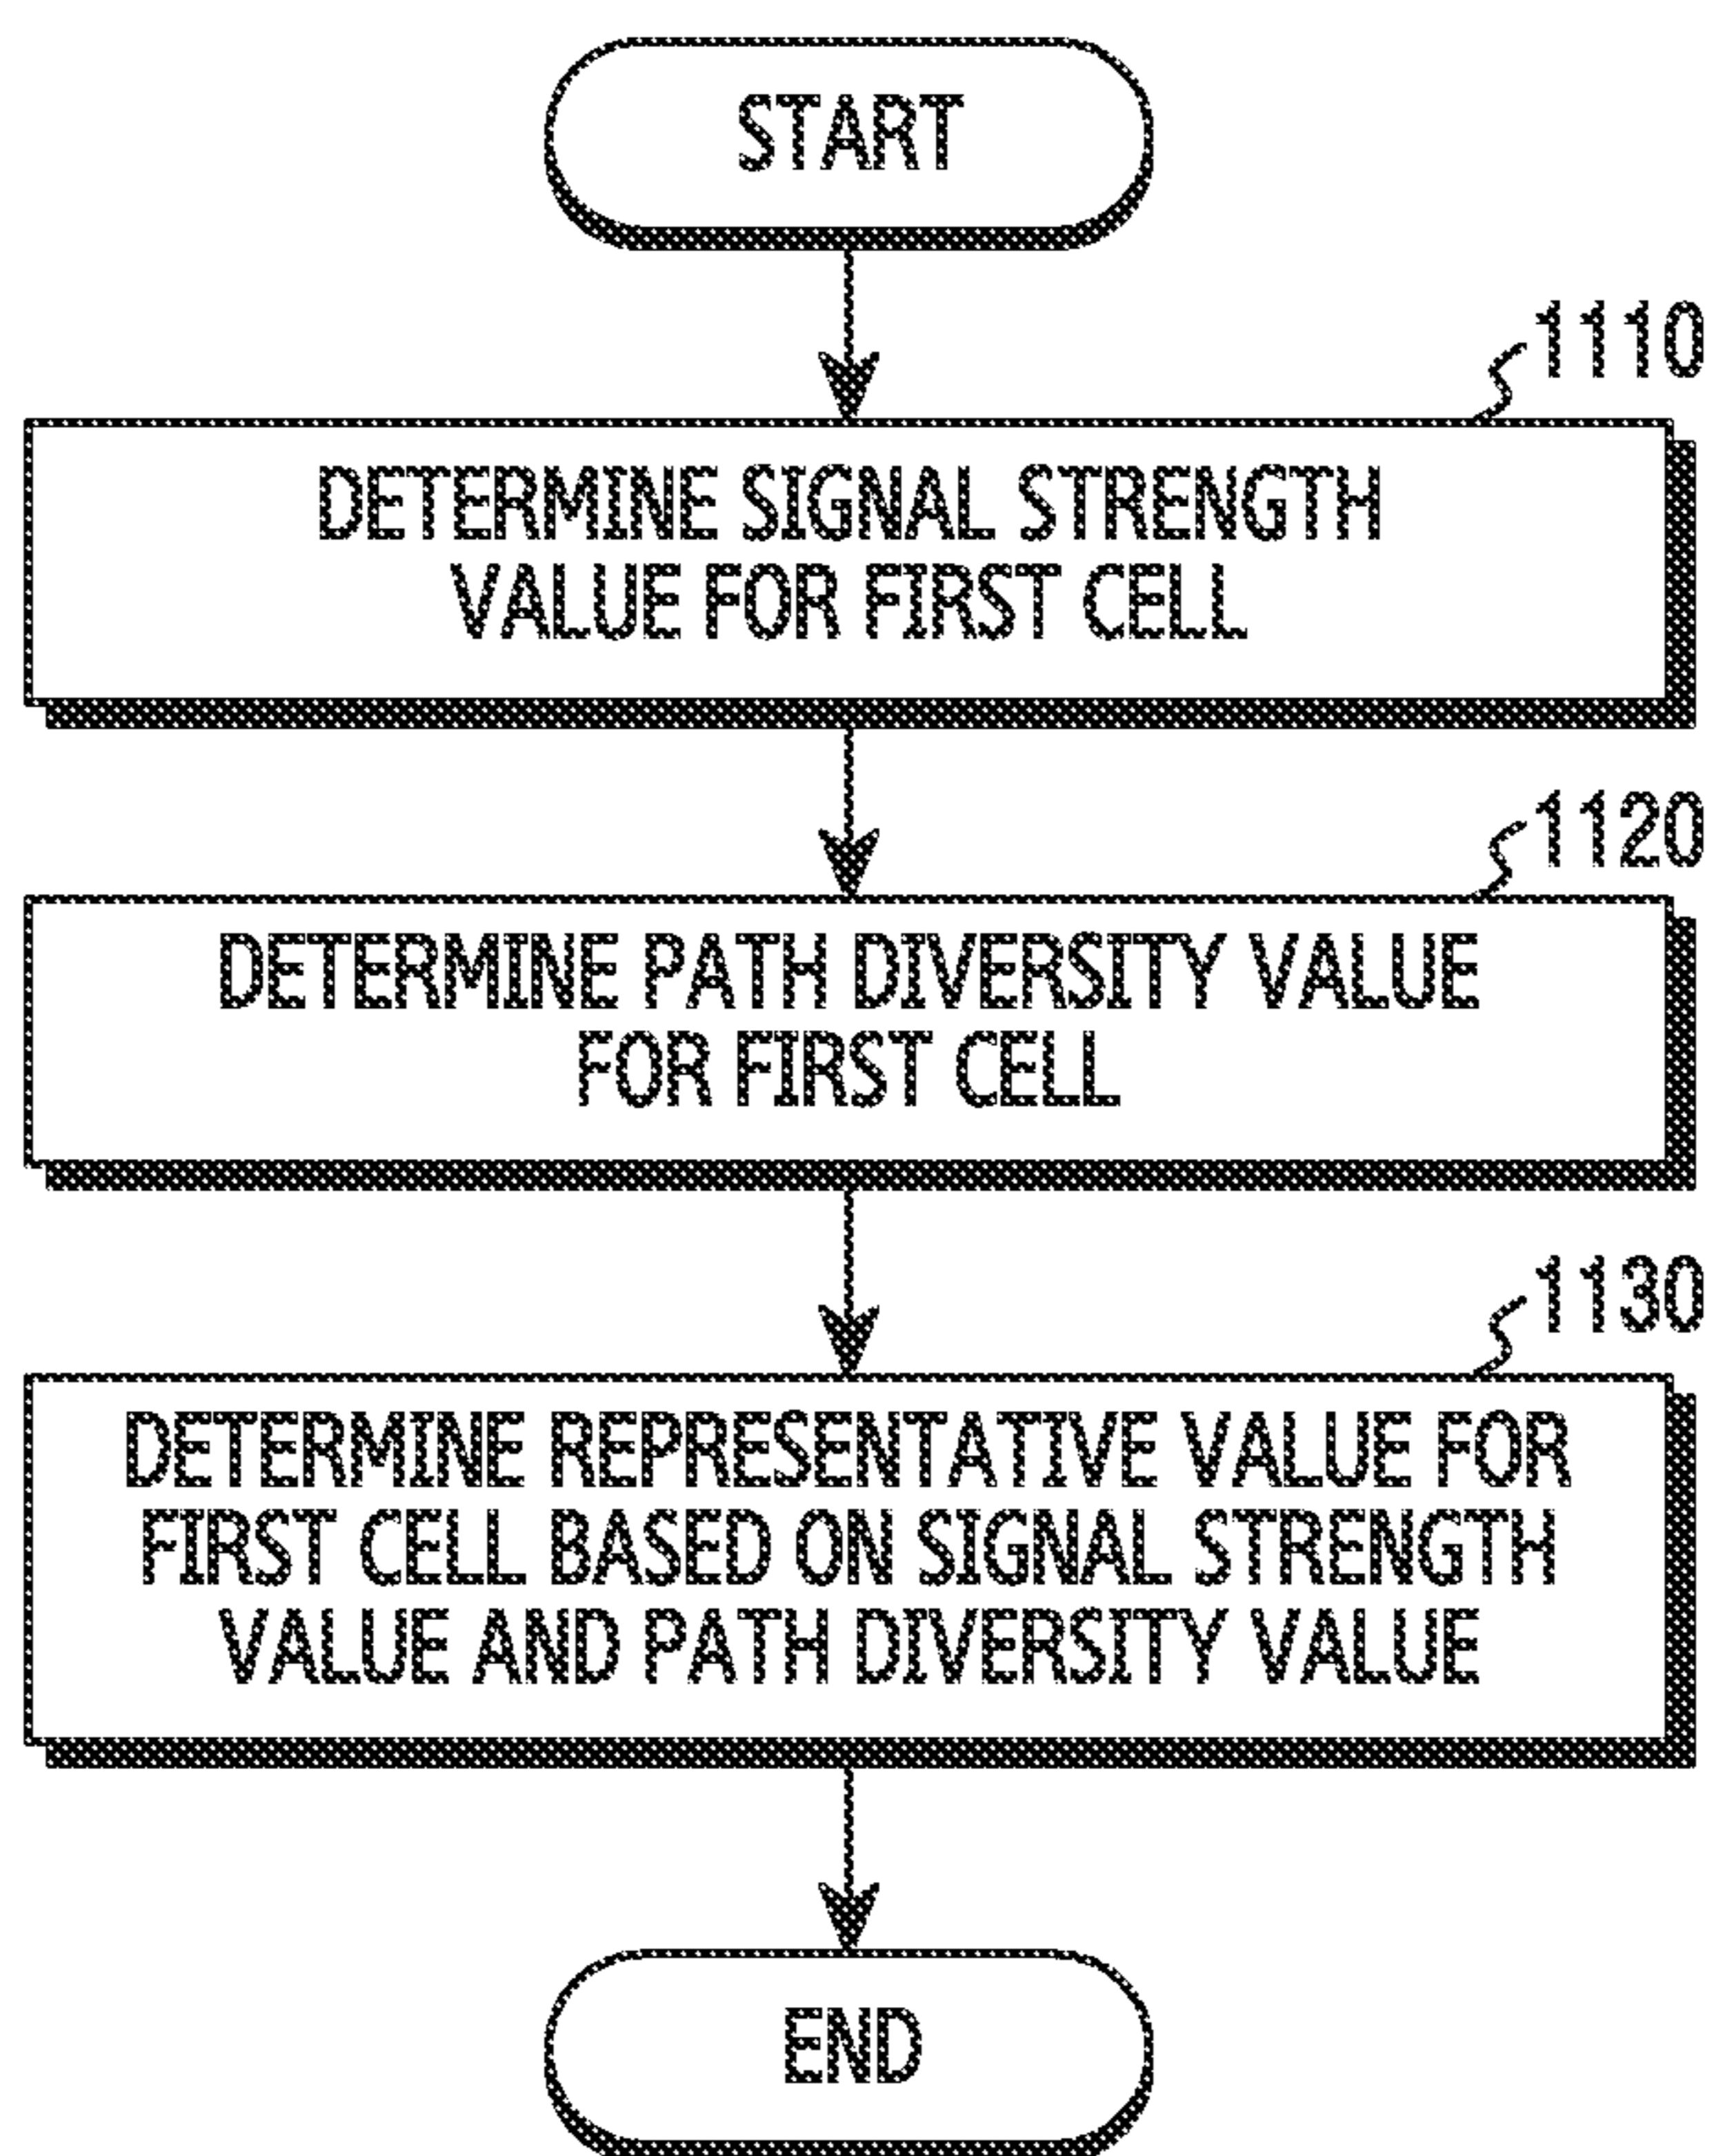 START
1110
DETERMINE SIGNAL STRENGTH
VALUE FOR FIRST CELL
1120
DETERMINE PATH DIVERSITY VALUE
FOR FIRST CELL
1130
DETERMINE REPRESENTATIVE VALUE FOR
FIRST CELL BASED ON SIGNAL STRENGTH
VALUE AND PATH DIVERSITY VALUE
END